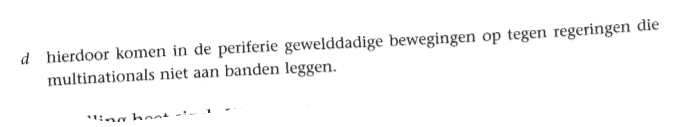 d hierdoor komen in de periferie gewelddadige bewegingen op tegen regeringen die
multinationals niet aan banden leggen.